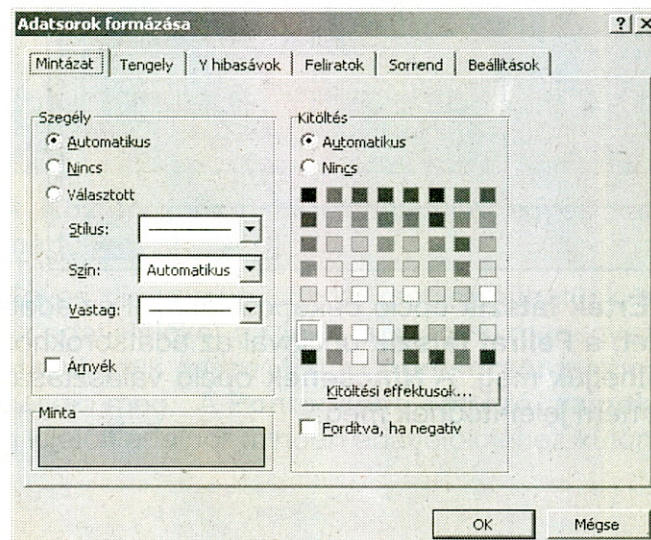 Adatsorok formázása
Mintázat
Tengely
Y hibasávok
Feliratok
Sorrend
Beállítások
Szegély
Automatikus
Nincs
Választott
Stílus:
Szín:
Automatikus
Vastag:
Árnyék
Minta
Kitöltés
Automatikus
Nincs
Kitöltési effektusok...
Fordítva, ha negatív
OK
Mégse